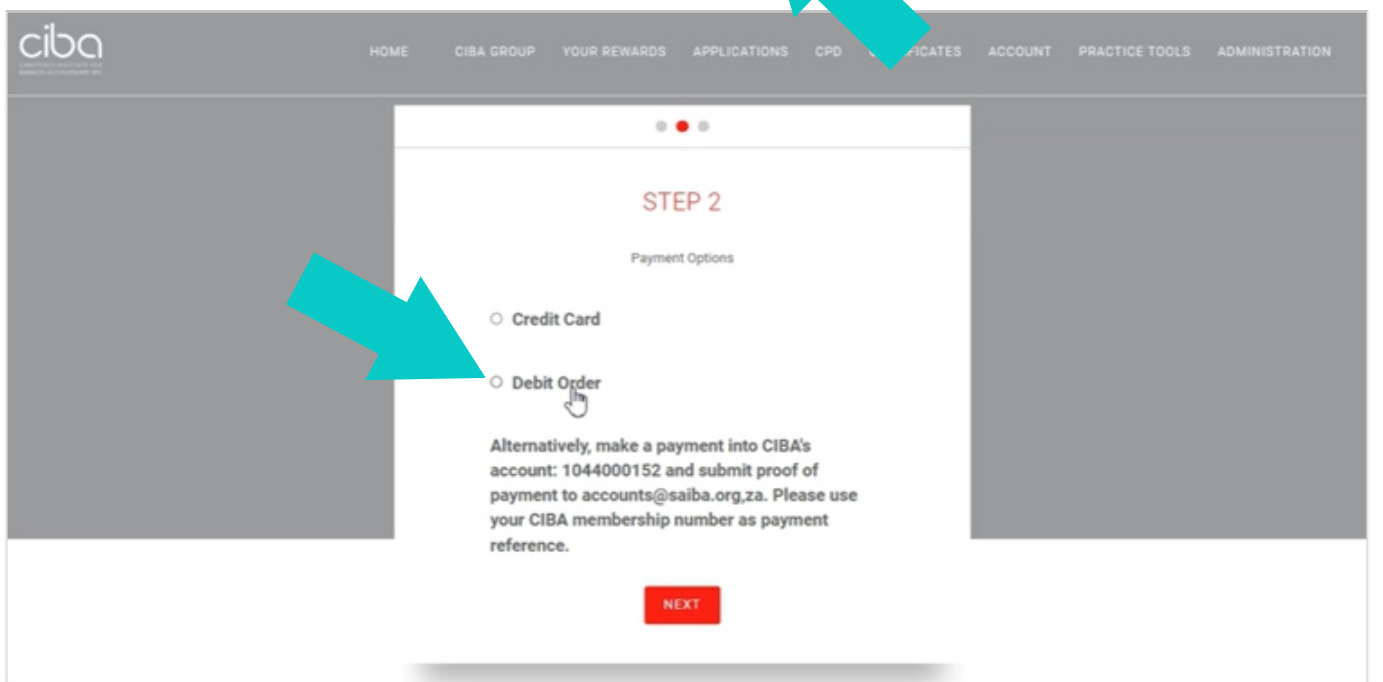 ciba
HOME CIBA GROUP YOUR REWARDS APPLICATIONS CPD ACCOUNT PRACTICE TOOLS ADMINISTRATION
STEP 2
Payment Options
Credit Card
Debit Order
Alternatively, make a payment into CIBA's
account: 1044000152 and submit proof of
payment to accounts@saiba.org,za. Please use
your CIBA membership number as payment
reference.
NEXT